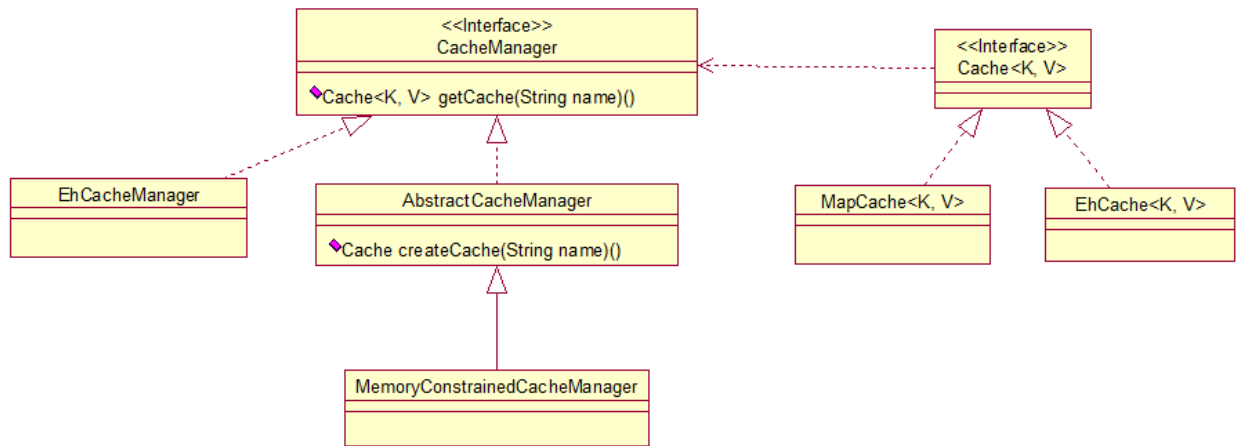 <<Interface>>
CacheManager
Cache<K, V> getCache(String name)()
<<Interface>>
Cache<K, V>
EhCacheManager
AbstractCacheManager
Cache createCache(String name)()
MapCache<K, V>
EhCache<K, V>
MemoryConstrainedCacheManager